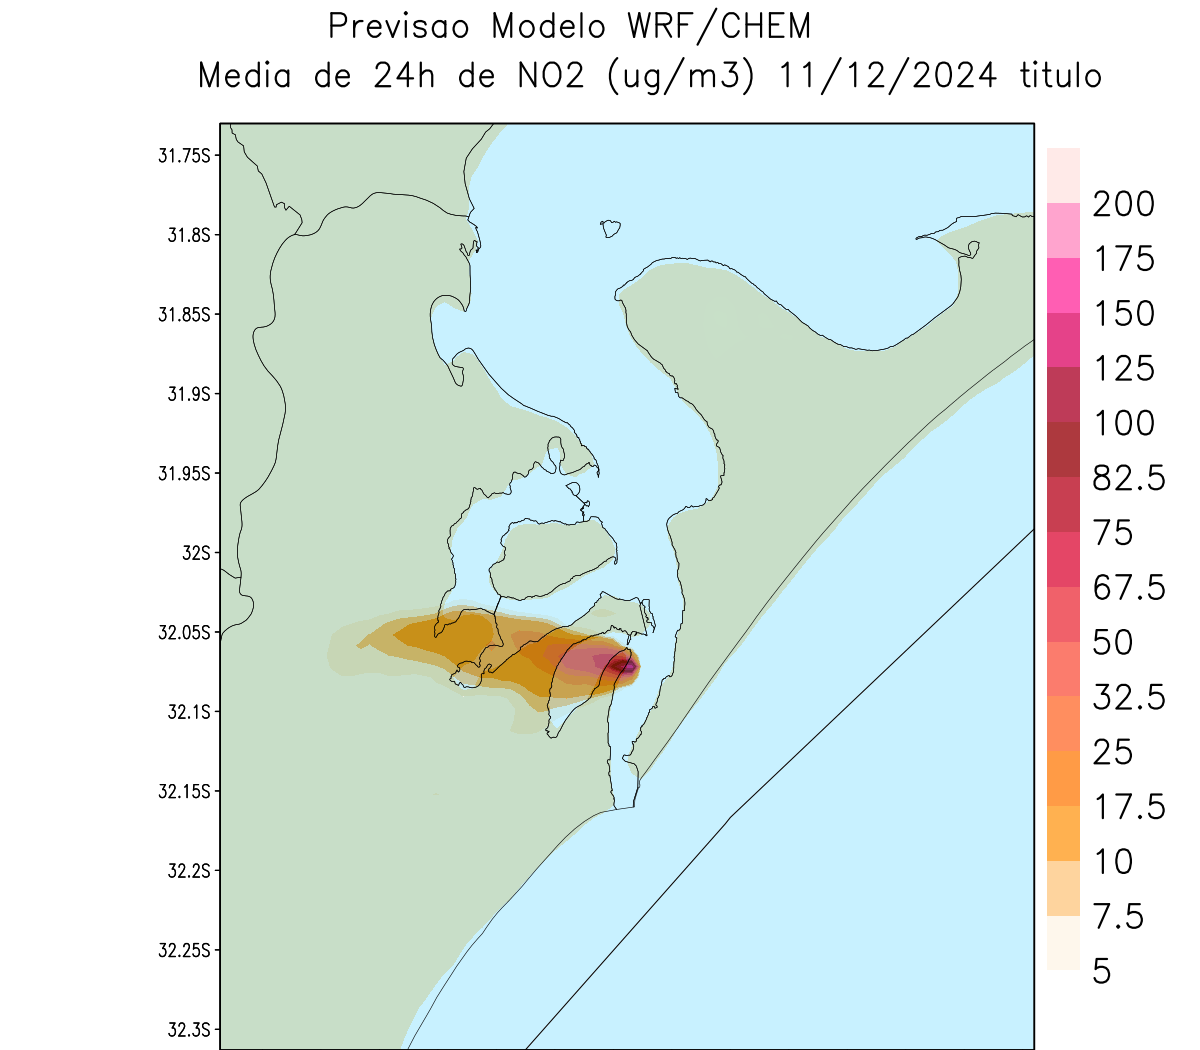 Previsao Modelo WRF/CHEM
Media de 24h de NO2 (ug/m3) 11/12/2024 titulo
31.75S
31.8S
31.85S
31.9S
31.95S
32S
32.05S
32.1S
32.15S
32.2S
32.25S
32.3S
200
175
150
125
100
82.5
75
67.5
50
32.5
25
17.5
10
7.5
5